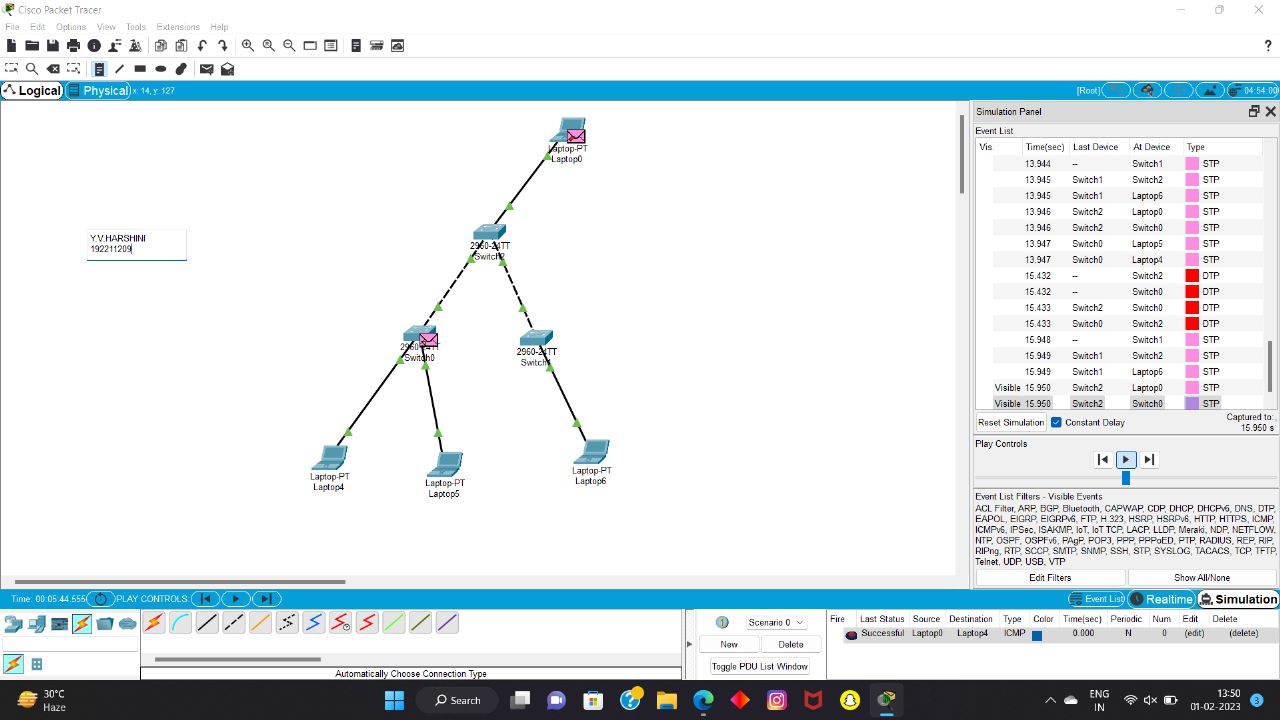 Cisco Packet Tracer
File Edit Options View Tools Extensions Help
?
Logical Physical x: 14, y: 127 [Root] 04:54:00
Laptop-PT
Laptop0
Y.V.HARSHINI
192211209
2960-24TT
Switch2
2960-24TT
Switch0
2960-24TT
Switch1
Laptop-PT
Laptop4
Laptop-PT
Laptop5
Laptop-PT
Laptop6
Simulation Panel
Event List
Vis. Time(sec) Last Device At Device Type
13.944 -- Switch1 STP
13.945 Switch1 Switch2 STP
13.945 Switch1 Laptop6 STP
13.946 Switch2 Laptop0 STP
13.946 Switch2 Switch0 STP
13.947 Switch0 Laptop5 STP
13.947 Switch0 Laptop4 STP
15.432 -- Switch2 DTP
15.432 -- Switch0 DTP
15.433 Switch2 Switch0 DTP
15.433 Switch0 Switch2 DTP
15.948 -- Switch1 STP
15.949 Switch1 Switch2 STP
15.949 Switch1 Laptop6 STP
Visible 15.950 Switch2 Laptop0 STP
Visible 15.950 Switch2 Switch0 STP
Reset Simulation Constant Delay Captured to:
15.950 s
Play Controls
Event List Filters - Visible Events
ACL Filter, ARP, BGP, Bluetooth, CAPWAP, CDP, DHCP, DHCPv6, DNS, DTP,
EAPOL, EIGRP, EIGRPv6, FTP, H.323, HSRP, HSRPv6, HTTP, HTTPS, ICMP,
ICMPv6, IPSec, ISAKMP, IoT, IoT TCP, LACP, LLDP, Meraki, NDP, NETFLOW,
NTP, OSPF, OSPFv6, PAgP, POP3, PPP, PPPoED, PTP, RADIUS, REP, RIP,
RIPng, RTP, SCCP, SMTP, SNMP, SSH, STP, SYSLOG, TACACS, TCP, TFTP,
Telnet, UDP, USB, VTP
Edit Filters Show All/None
Time: 00:05:44.555 PLAY CONTROLS: Event List Realtime Simulation
Scenario 0
New Delete
Toggle PDU List Window
Fire Last Status Source Destination Type Color Time(sec) Periodic Num Edit Delete
Successful Laptop0 Laptop4 ICMP 0.000 N 0 (edit) (delete)
Automatically Choose Connection Type
30°C
Haze
Search
ENG
IN
13:50
01-02-2023
3